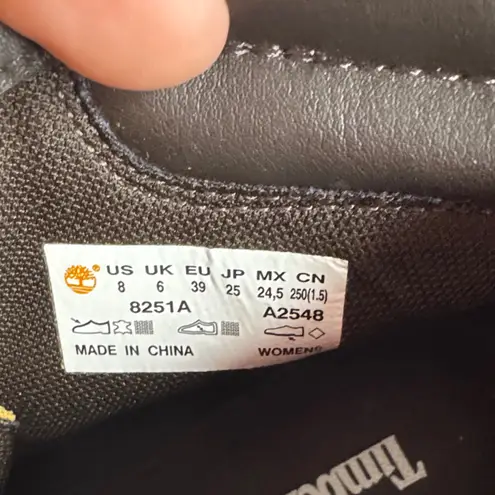 US UK EU JP MX CN
8 6 39 25 24,5 250(1.5)
8251A A2548
MADE IN CHINA WOMENS